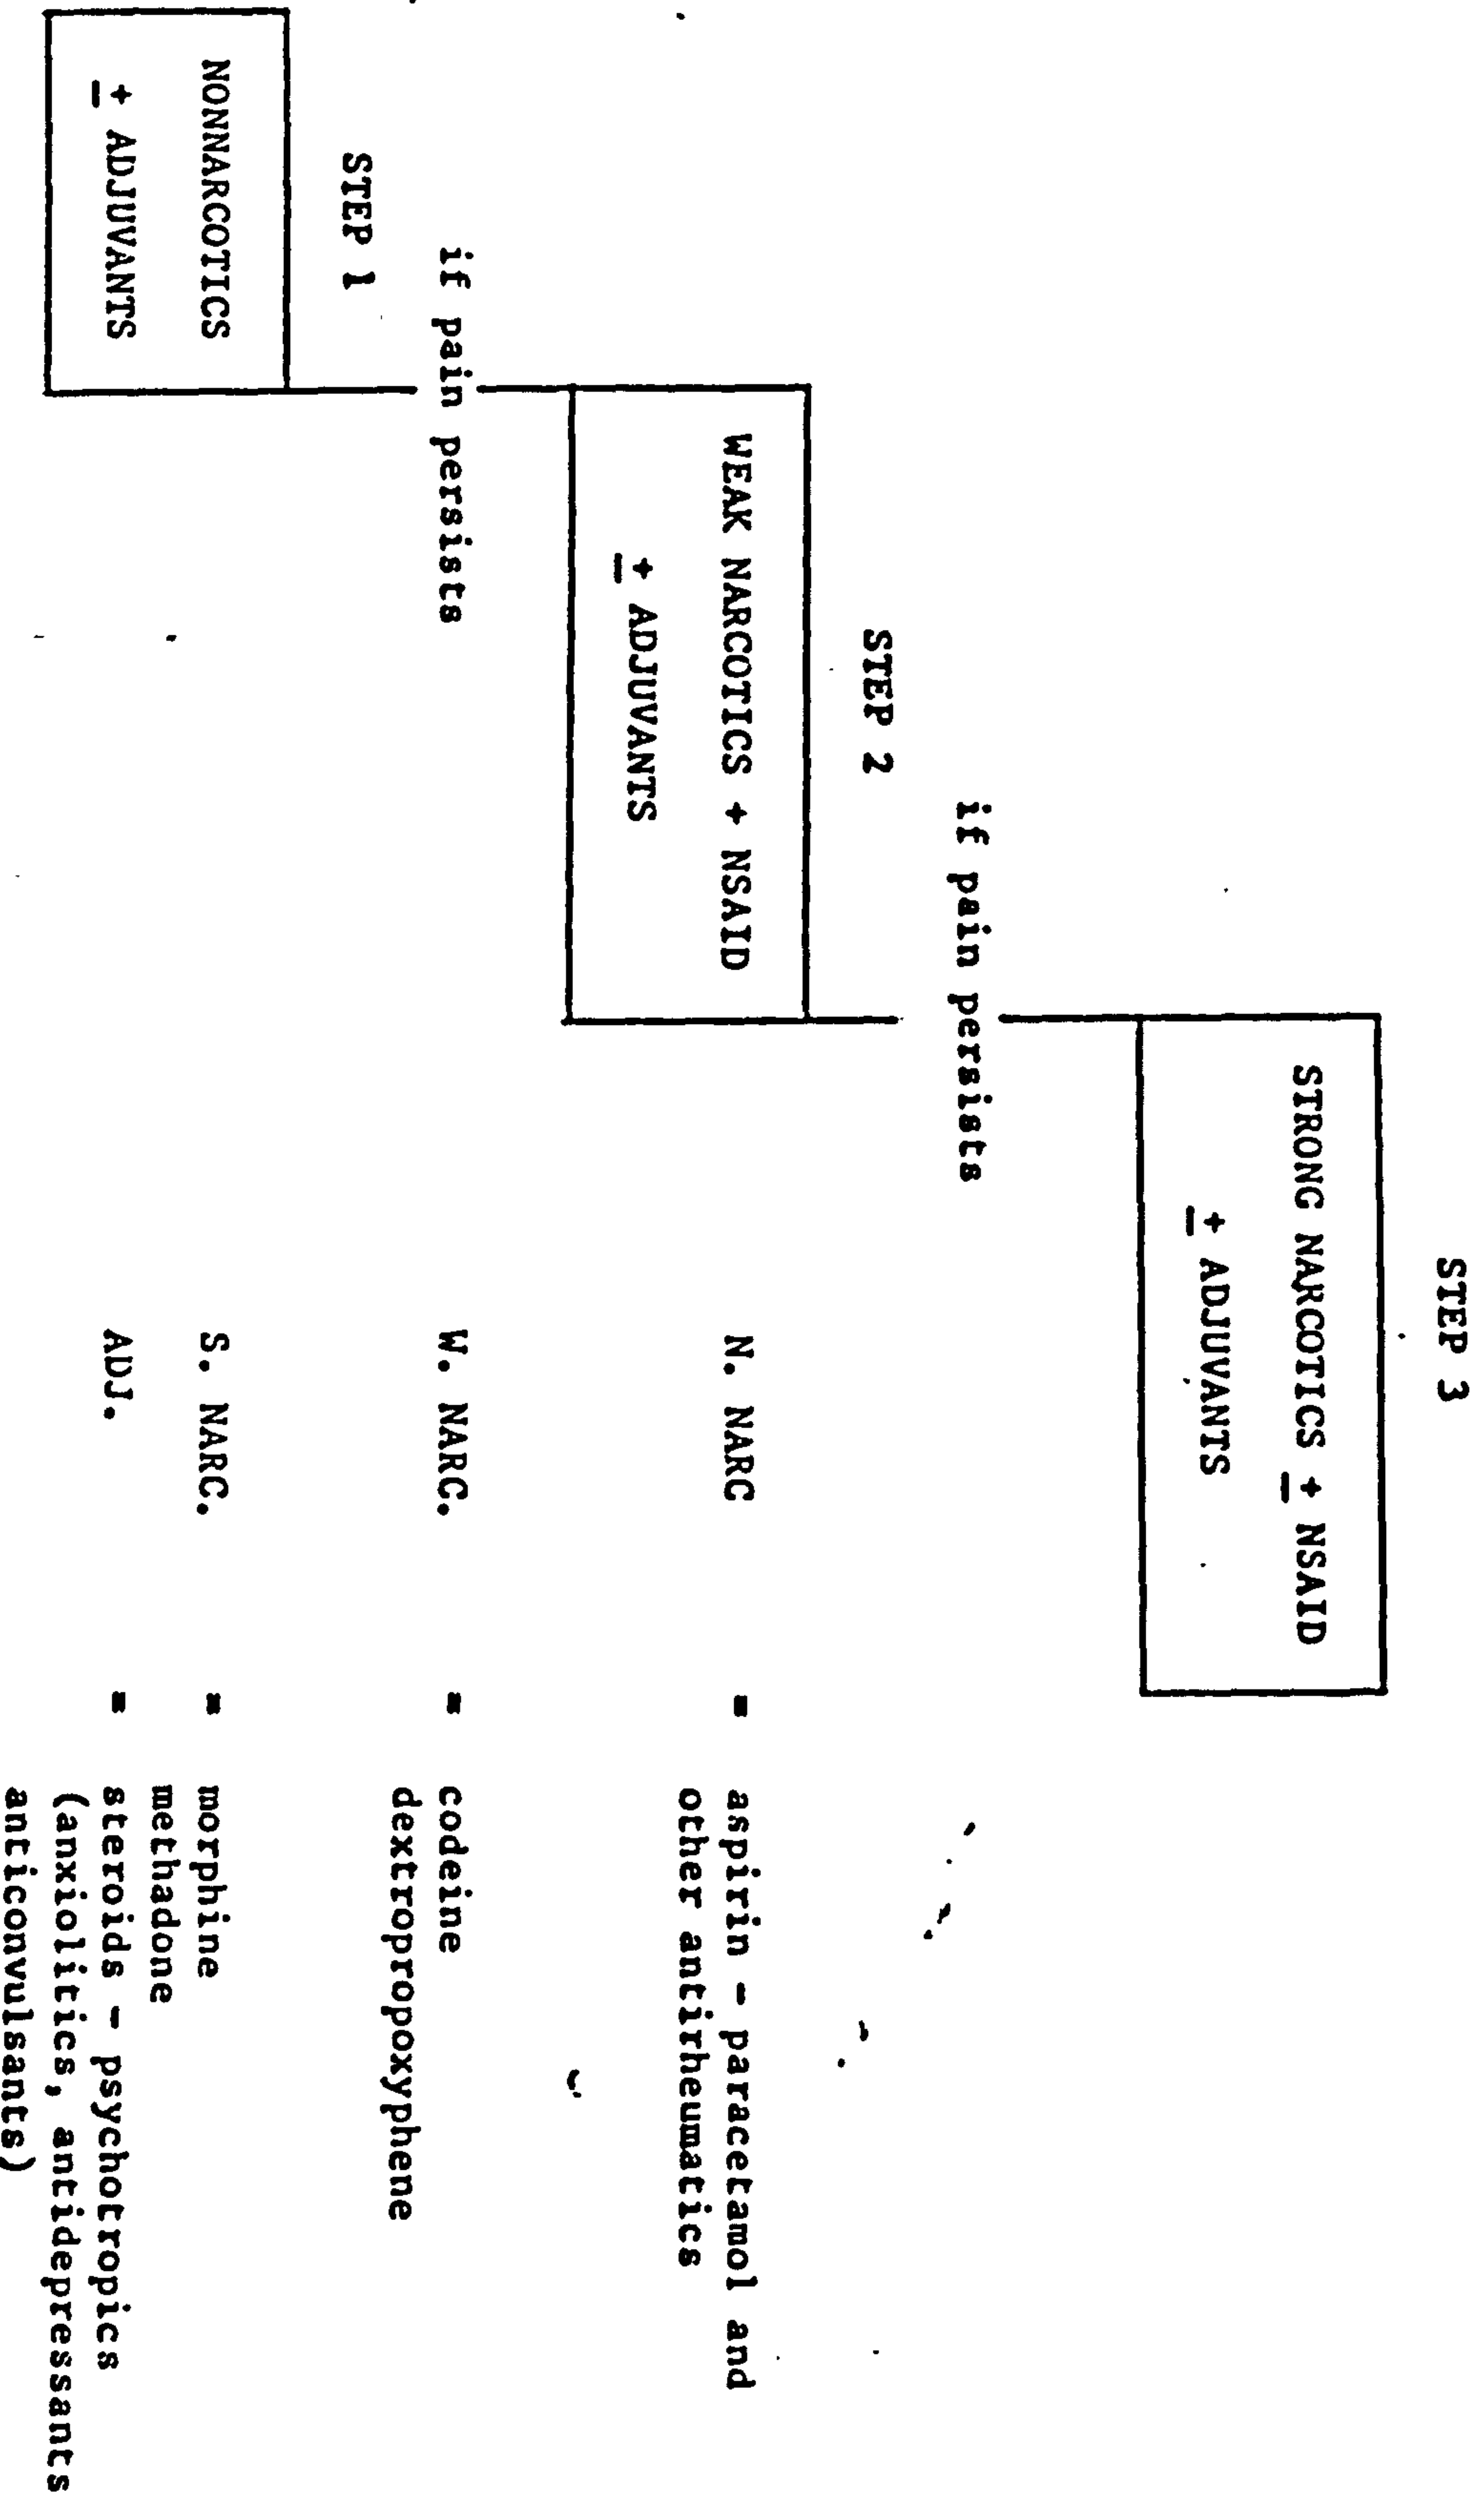 STEP 3
STRONG NARCOTICS ± NSAID
± ADJUVANTS
if pain persists
STEP 2
WEAK NARCOTICS + NSAID
± ADJUVANTS
if pain persists
STEP 1
NONNARCOTICS
± ADJUVANTS
N. NARC = aspirin - paracetamol and
other antirheumatics
W. NARC. = codeine
dextropropoxyphene
S. NARC. = morphine
methadone
ADJ. = steroids - psychotropics
(anxiolitics, antidepressants
anticonvulsants)